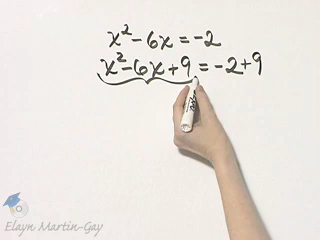 x² - 6x = -2
x² - 6x + 9 = -2 + 9
Elayn Martin-Gay